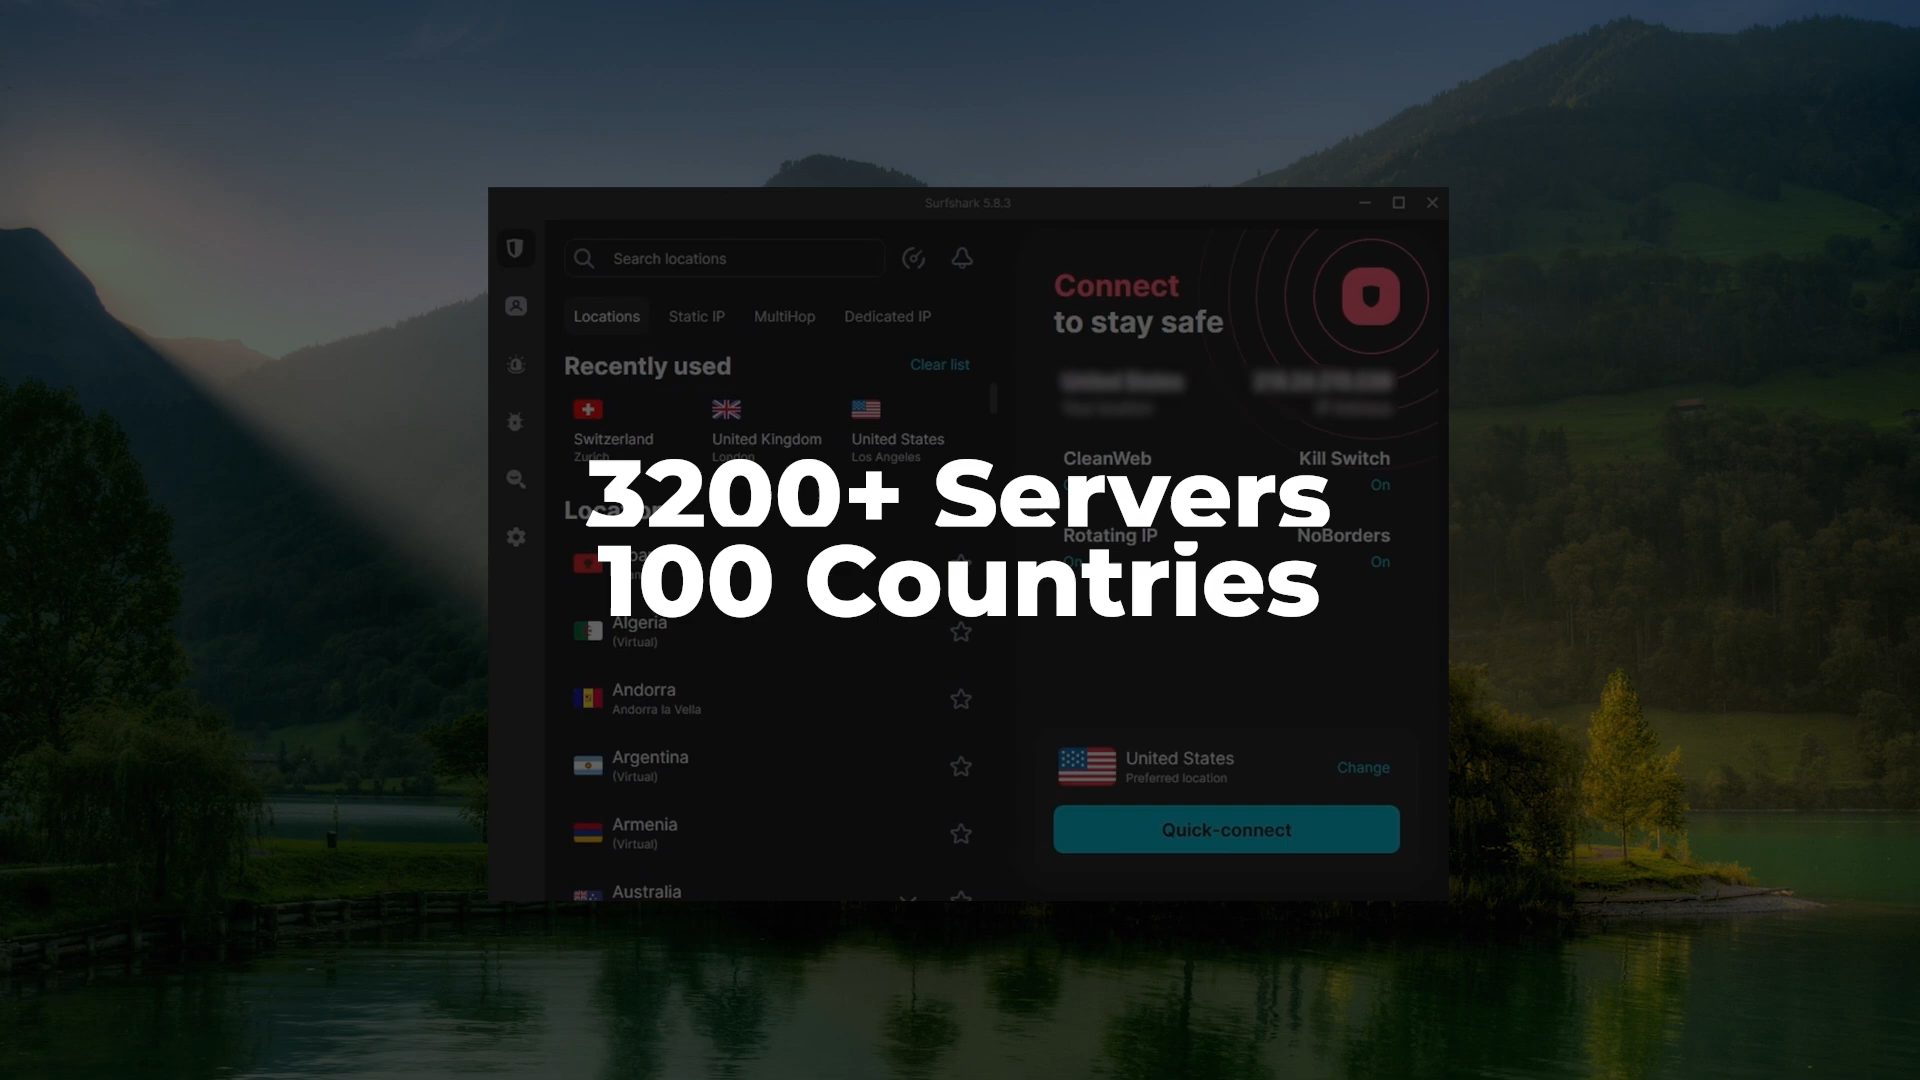 Surfshark 5.8.3
Search locations
Locations Static IP MultiHop Dedicated IP
Recently used Clear list
Switzerland United Kingdom United States
Zurich London Los Angeles
Algeria
(Virtual)
Andorra
Andorra la Vella
Argentina
(Virtual)
Armenia
(Virtual)
Australia
Connect
to stay safe
CleanWeb Kill Switch
On
Rotating IP NoBorders
On On
United States
Preferred location
Change
Quick-connect
3200+ Servers
100 Countries